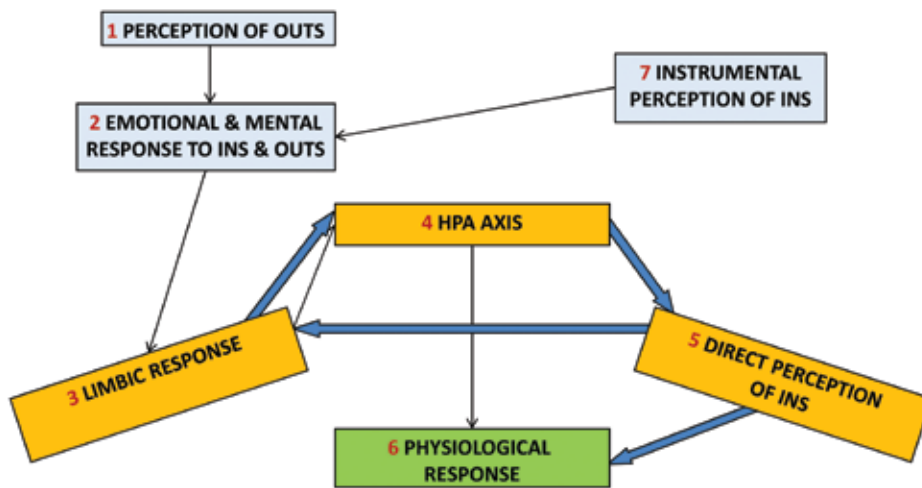 1 PERCEPTION OF OUTS
7 INSTRUMENTAL
PERCEPTION OF INS
2 EMOTIONAL & MENTAL
RESPONSE TO INS & OUTS
4 HPA AXIS
3 LIMBIC RESPONSE
5 DIRECT PERCEPTION
OF INS
6 PHYSIOLOGICAL
RESPONSE